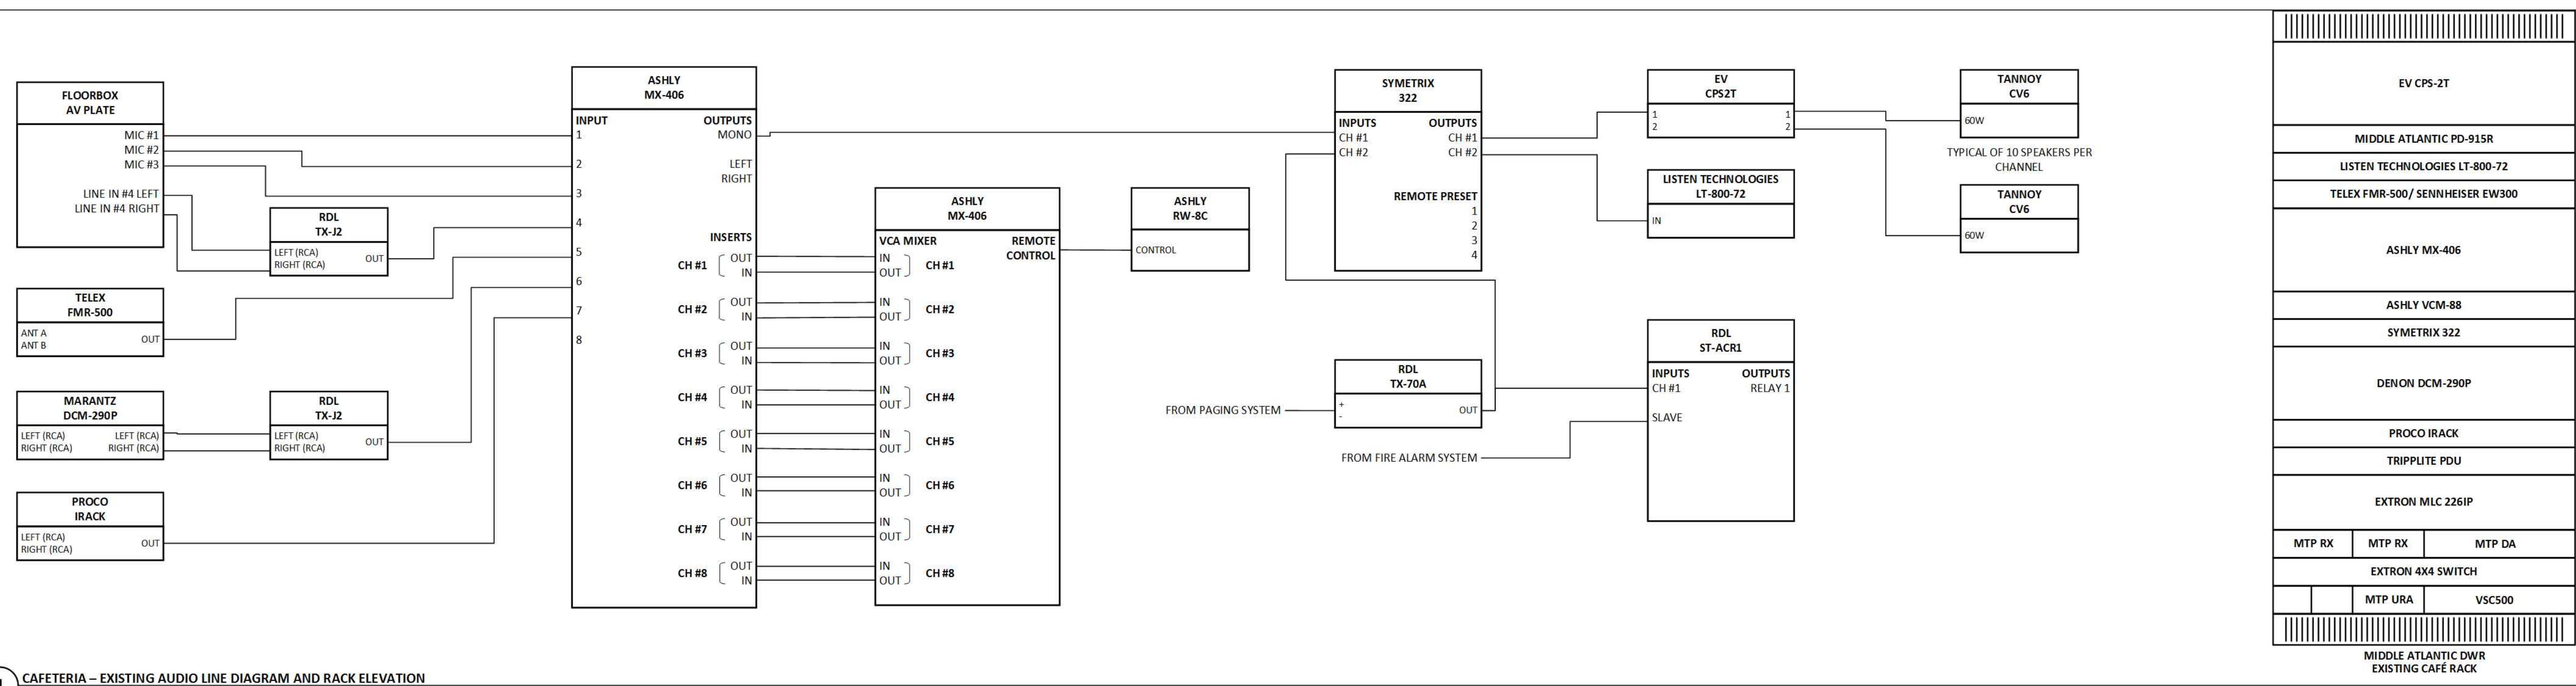 FLOORBOX
AV PLATE
MIC #1
MIC #2
MIC #3
LINE IN #4 LEFT
LINE IN #4 RIGHT
RDL
TX-J2
LEFT (RCA)
RIGHT (RCA)
OUT
TELEX
FMR-500
ANT A
ANT B
OUT
MARANTZ
DCM-290P
LEFT (RCA) LEFT (RCA)
RIGHT (RCA) RIGHT (RCA)
RDL
TX-J2
LEFT (RCA)
RIGHT (RCA)
OUT
PROCO
IRACK
LEFT (RCA)
RIGHT (RCA)
OUT
ASHLY
MX-406
INPUT OUTPUTS
1 MONO
2 LEFT
RIGHT
3
4
INSERTS
5
6
7
8
CH #1 OUT
IN
CH #2 OUT
IN
CH #3 OUT
IN
CH #4 OUT
IN
CH #5 OUT
IN
CH #6 OUT
IN
CH #7 OUT
IN
CH #8 OUT
IN
ASHLY
MX-406
VCA MIXER REMOTE
CONTROL
IN
OUT CH #1
IN
OUT CH #2
IN
OUT CH #3
IN
OUT CH #4
IN
OUT CH #5
IN
OUT CH #6
IN
OUT CH #7
IN
OUT CH #8
ASHLY
RW-8C
CONTROL
SYMETRIX
322
INPUTS OUTPUTS
CH #1 CH #1
CH #2 CH #2
REMOTE PRESET
1
2
3
4
EV
CPS2T
1 1
2 2
LISTEN TECHNOLOGIES
LT-800-72
IN
TANNOY
CV6
60W
TYPICAL OF 10 SPEAKERS PER
CHANNEL
TANNOY
CV6
60W
RDL
TX-70A
+
-
OUT
FROM PAGING SYSTEM
FROM FIRE ALARM SYSTEM
RDL
ST-ACR1
INPUTS OUTPUTS
CH #1 RELAY 1
SLAVE
EV CPS-2T
MIDDLE ATLANTIC PD-915R
LISTEN TECHNOLOGIES LT-800-72
TELEX FMR-500/ SENNHEISER EW300
ASHLY MX-406
ASHLY VCM-88
SYMETRIX 322
DENON DCM-290P
PROCO IRACK
TRIPPLITE PDU
EXTRON MLC 226IP
MTP RX MTP RX MTP DA
EXTRON 4X4 SWITCH
MTP URA VSC500
MIDDLE ATLANTIC DWR
EXISTING CAFÉ RACK
CAFETERIA – EXISTING AUDIO LINE DIAGRAM AND RACK ELEVATION